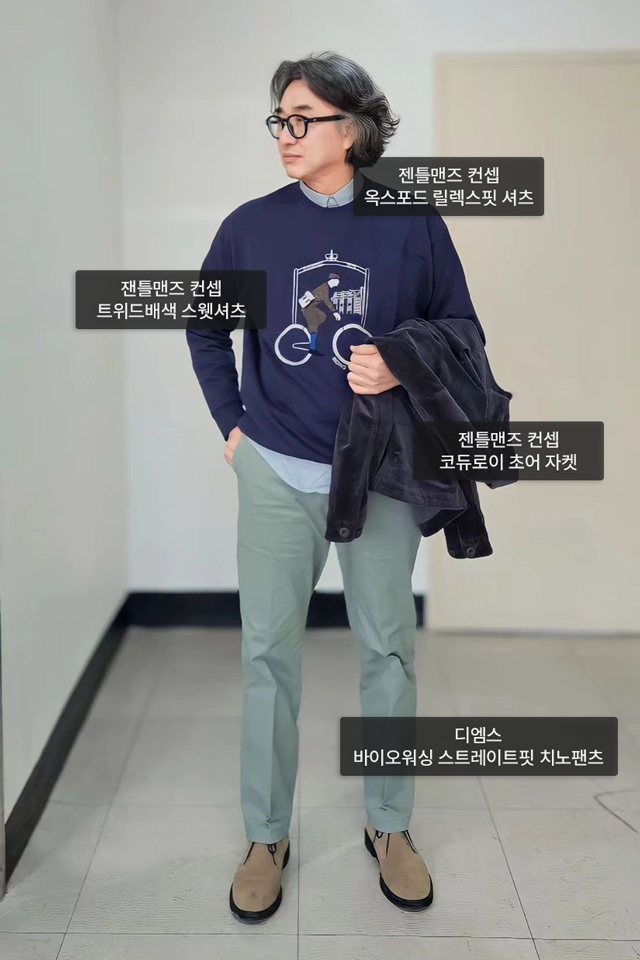 젠틀맨즈 컨셉
옥스포드 릴렉스핏 셔츠
잰틀맨즈 컨셉
트위드배색 스웻셔츠
젠틀맨즈 컨셉
코듀로이 초어 자켓
디엠스
바이오워싱 스트레이트핏 치노팬츠